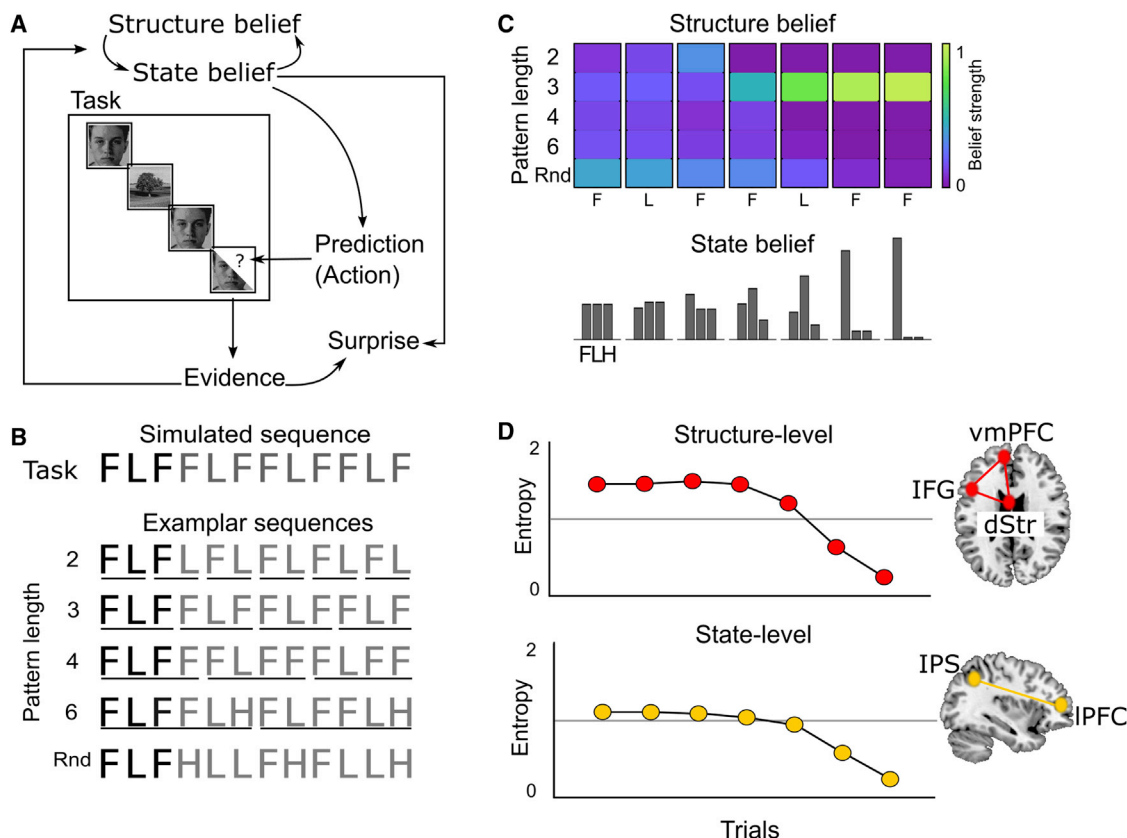 A
Structure belief
State belief
Task
?
Prediction
(Action)
Surprise
Evidence
B
Simulated sequence
Task FLFFLFFLFFLF
Examplar sequences
Pattern length
2 FLFLFLFLFLFL
3 FLFFLFFLFFLF
4 FLFFFLFFFLFF
6 FLFFLHFLFFLH
Rnd FLFHLLFHFLLH
C
Structure belief
Pattern length
2
3
4
6
Rnd
F L F F L F F
1
Belief strength
0
State belief
FLH
D
Structure-level
2
Entropy
0
vmPFC
IFG
dStr
State-level
2
Entropy
0
IPS
lPFC
Trials